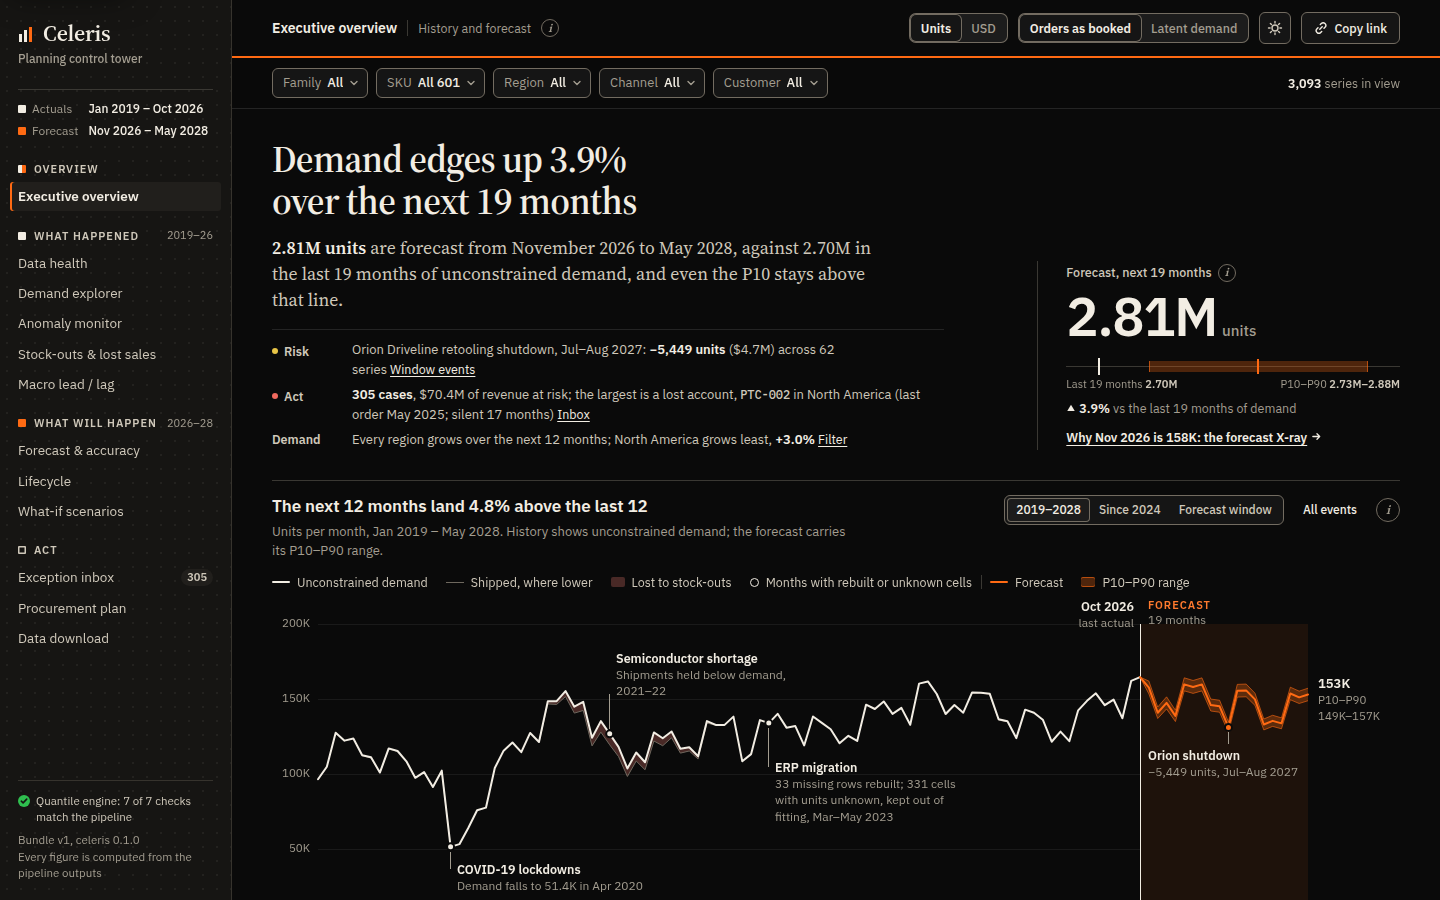 Celeris
Planning control tower
Actuals Jan 2019 – Oct 2026
Forecast Nov 2026 – May 2028
OVERVIEW
Executive overview
WHAT HAPPENED 2019–26
Data health
Demand explorer
Anomaly monitor
Stock-outs & lost sales
Macro lead / lag
WHAT WILL HAPPEN 2026–28
Forecast & accuracy
Lifecycle
What-if scenarios
ACT
Exception inbox 305
Procurement plan
Data download
Quantile engine: 7 of 7 checks
match the pipeline
Bundle v1, celeris 0.1.0
Every figure is computed from the
pipeline outputs
Executive overview History and forecast i
Units USD Orders as booked Latent demand Copy link
Family All SKU All 601 Region All Channel All Customer All 3,093 series in view
Demand edges up 3.9%
over the next 19 months
2.81M units are forecast from November 2026 to May 2028, against 2.70M in
the last 19 months of unconstrained demand, and even the P10 stays above
that line.
Risk Orion Driveline retooling shutdown, Jul–Aug 2027: −5,449 units ($4.7M) across 62
series Window events
Act 305 cases, $70.4M of revenue at risk; the largest is a lost account, PTC-002 in North America (last
order May 2025; silent 17 months) Inbox
Demand Every region grows over the next 12 months; North America grows least, +3.0% Filter
Forecast, next 19 months i
2.81M units
Last 19 months 2.70M P10–P90 2.73M–2.88M
▲ 3.9% vs the last 19 months of demand
Why Nov 2026 is 158K: the forecast X-ray →
The next 12 months land 4.8% above the last 12
Units per month, Jan 2019 – May 2028. History shows unconstrained demand; the forecast carries
its P10–P90 range.
2019–2028 Since 2024 Forecast window All events i
Unconstrained demand Shipped, where lower Lost to stock-outs Months with rebuilt or unknown cells Forecast P10–P90 range
Oct 2026
last actual
FORECAST
19 months
200K
150K
100K
50K
Semiconductor shortage
Shipments held below demand,
2021–22
ERP migration
33 missing rows rebuilt; 331 cells
with units unknown, kept out of
fitting, Mar–May 2023
COVID-19 lockdowns
Demand falls to 51.4K in Apr 2020
Orion shutdown
−5,449 units, Jul–Aug 2027
153K
P10–P90
149K–157K